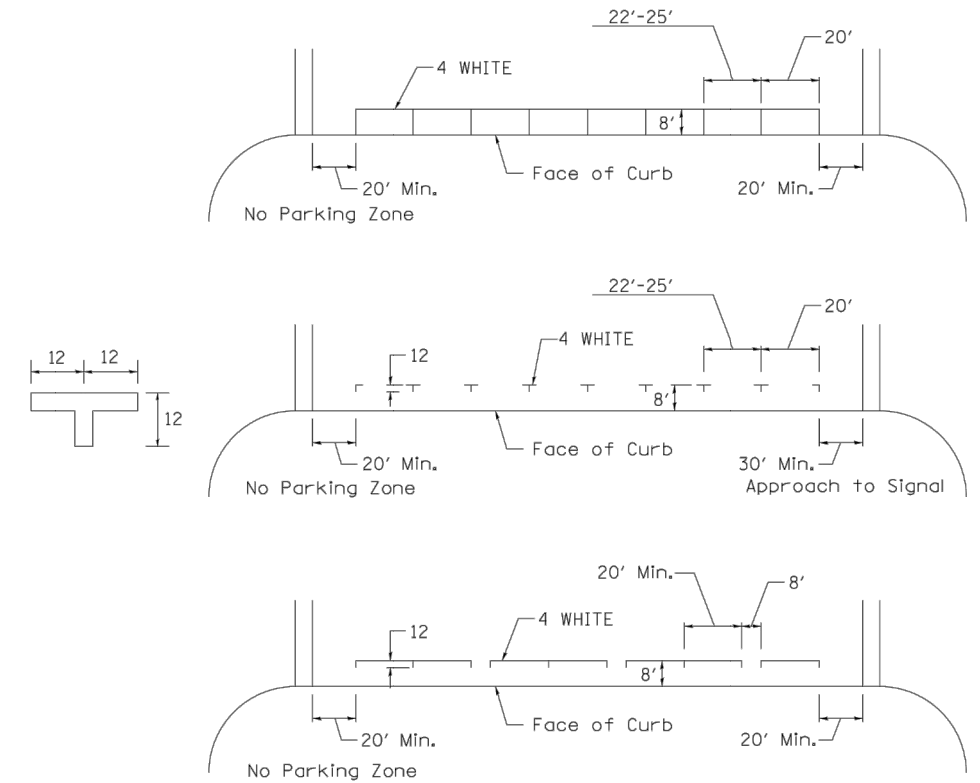 22'-25'
20'
4 WHITE
8'
Face of Curb
20' Min.
20' Min.
No Parking Zone
22'-25'
20'
12
4 WHITE
12 12
12
8'
Face of Curb
20' Min.
30' Min.
No Parking Zone
Approach to Signal
20' Min.
8'
12
4 WHITE
8'
Face of Curb
20' Min.
20' Min.
No Parking Zone